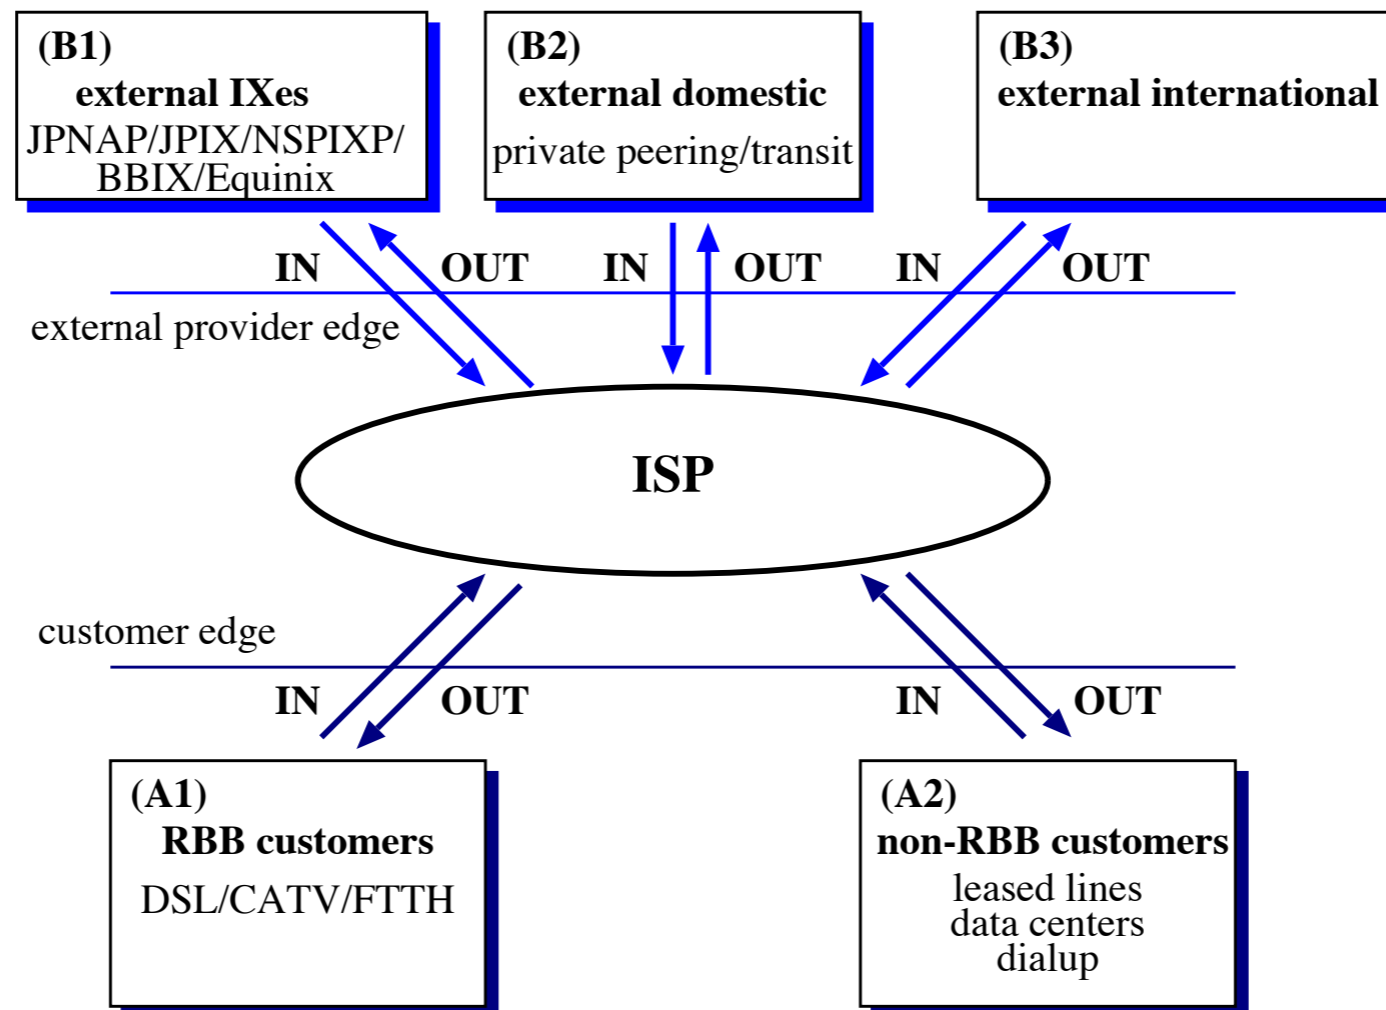 (B1)
external IXes
JPNAP/JPIX/NSPIXP/
BBIX/Equinix
(B2)
external domestic
private peering/transit
(B3)
external international
IN
OUT
IN
OUT
IN
OUT
external provider edge
ISP
customer edge
IN
OUT
IN
OUT
(A1)
RBB customers
DSL/CATV/FTTH
(A2)
non-RBB customers
leased lines
data centers
dialup